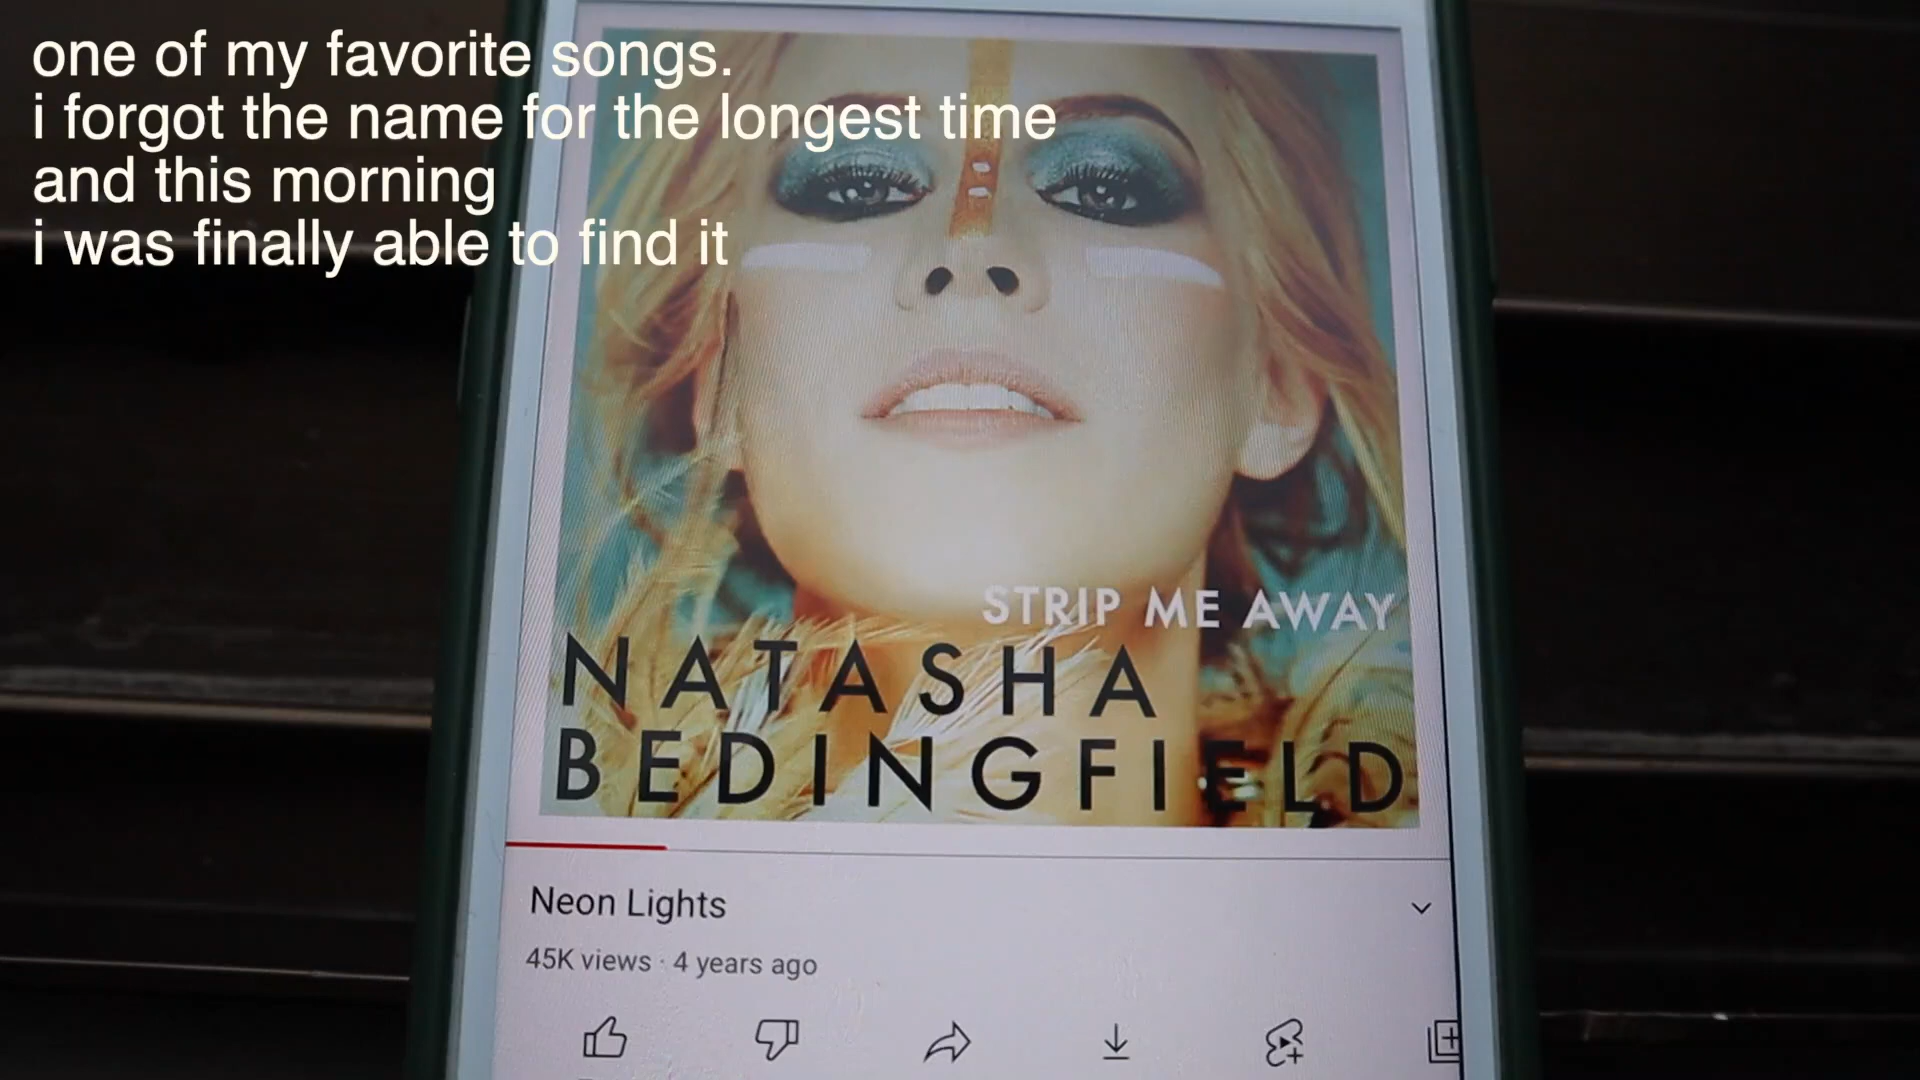 one of my favorite songs.
i forgot the name for the longest time
and this morning
i was finally able to find it
STRIP ME AWAY
NATASHA
BEDINGFIELD
Neon Lights
45K views · 4 years ago